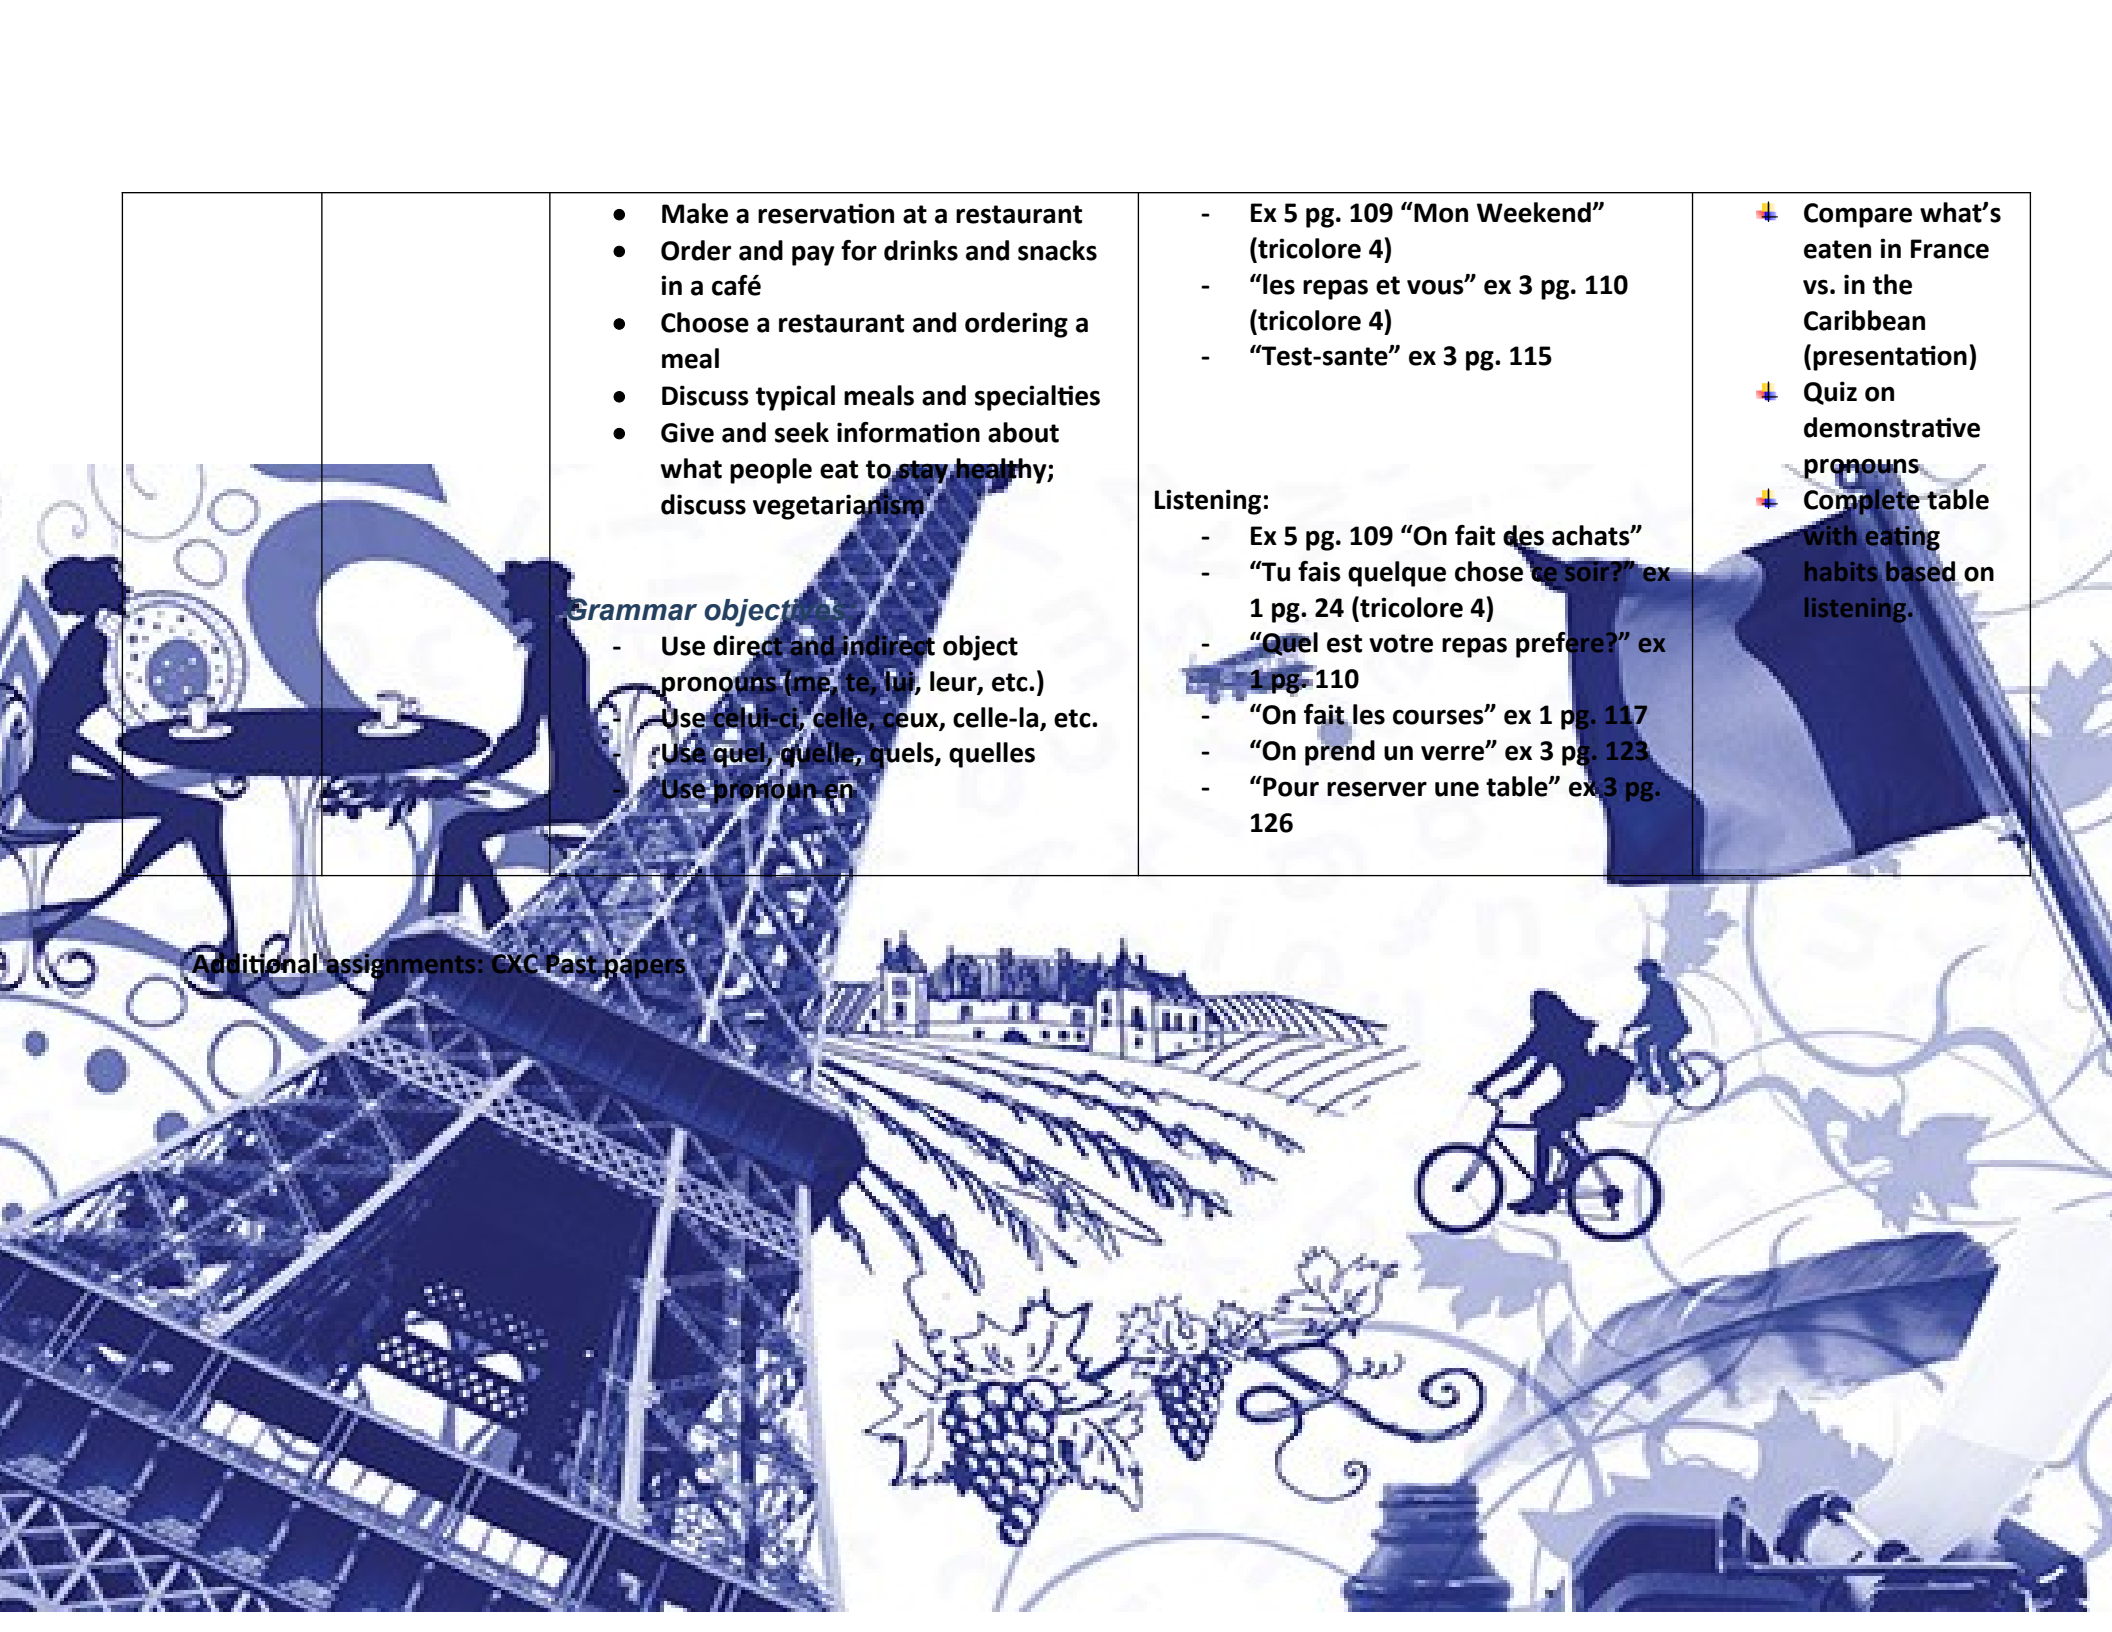 • Make a reservation at a restaurant
• Order and pay for drinks and snacks
in a café
• Choose a restaurant and ordering a
meal
• Discuss typical meals and specialties
• Give and seek information about
what people eat to stay healthy;
discuss vegetarianism
Grammar objectives
- Use direct and indirect object
pronouns (me, te, lui, leur, etc.)
- Use celui-ci, celle, ceux, celle-la, etc.
- Use quel, quelle, quels, quelles
- Use pronoun en
- Ex 5 pg. 109 “Mon Weekend”
(tricolore 4)
- “les repas et vous” ex 3 pg. 110
(tricolore 4)
- “Test-sante” ex 3 pg. 115
Listening:
- Ex 5 pg. 109 “On fait des achats”
- “Tu fais quelque chose ce soir?” ex
1 pg. 24 (tricolore 4)
- “Quel est votre repas prefere?” ex
1 pg. 110
- “On fait les courses” ex 1 pg. 117
- “On prend un verre” ex 3 pg. 123
- “Pour reserver une table” ex 3 pg.
126
Compare what’s
eaten in France
vs. in the
Caribbean
(presentation)
Quiz on
demonstrative
pronouns
Complete table
with eating
habits based on
listening.
Additional assignments: CXC Past papers